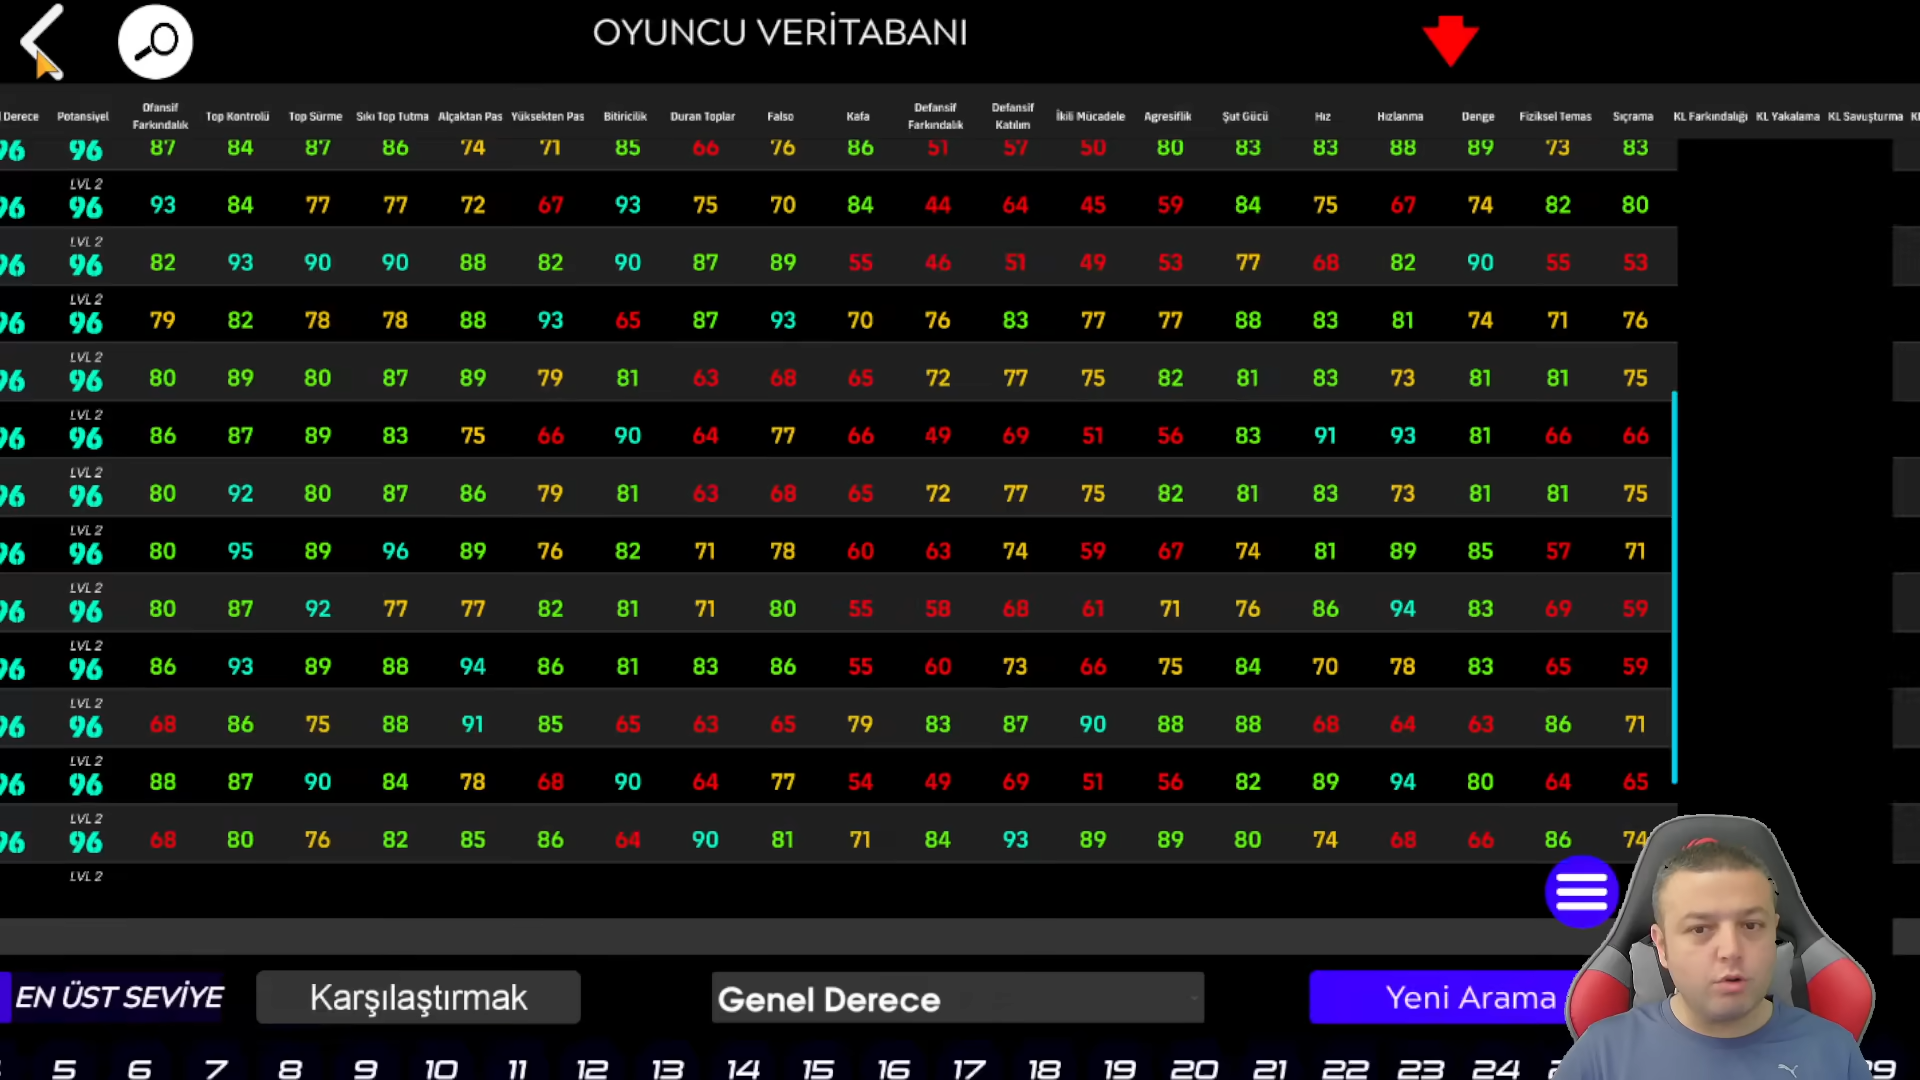 OYUNCU VERİTABANI
Derece Potansiyel Ofansif Farkındalık Top Kontrolü Top Sürme Sıkı Top Tutma Alçaktan Pas Yüksekten Pas Bitiricilik Duran Toplar Falso Kafa Defansif Farkındalık Defansif Katılım İkili Mücadele Agresiflik Şut Gücü Hız Hızlanma Denge Fiziksel Temas Sıçrama KL Farkındalığı KL Yakalama KL Savuşturma
96 96 87 84 87 86 74 71 85 66 76 86 51 57 50 80 83 83 88 89 73 83
LVL 2
96 96 93 84 77 77 72 67 93 75 70 84 44 64 45 59 84 75 67 74 82 80
LVL 2
96 96 82 93 90 90 88 82 90 87 89 55 46 51 49 53 77 68 82 90 55 53
LVL 2
96 96 79 82 78 78 88 93 65 87 93 70 76 83 77 77 88 83 81 74 71 76
LVL 2
96 96 80 89 80 87 89 79 81 63 68 65 72 77 75 82 81 83 73 81 81 75
LVL 2
96 96 86 87 89 83 75 66 90 64 77 66 49 69 51 56 83 91 93 81 66 66
LVL 2
96 96 80 92 80 87 86 79 81 63 68 65 72 77 75 82 81 83 73 81 81 75
LVL 2
96 96 80 95 89 96 89 76 82 71 78 60 63 74 59 67 74 81 89 85 57 71
LVL 2
96 96 80 87 92 77 77 82 81 71 80 55 58 68 61 71 76 86 94 83 69 59
LVL 2
96 96 86 93 89 88 94 86 81 83 86 55 60 73 66 75 84 70 78 83 65 59
LVL 2
96 96 68 86 75 88 91 85 65 63 65 79 83 87 90 88 88 68 64 63 86 71
LVL 2
96 96 88 87 90 84 78 68 90 64 77 54 49 69 51 56 82 89 94 80 64 65
LVL 2
96 96 68 80 76 82 85 86 64 90 81 71 84 93 89 89 80 74 68 66 86 74
LVL 2
EN ÜST SEVİYE Karşılaştırmak Genel Derece Yeni Arama
5 6 7 8 9 10 11 12 13 14 15 16 17 18 19 20 21 22 23 24 29